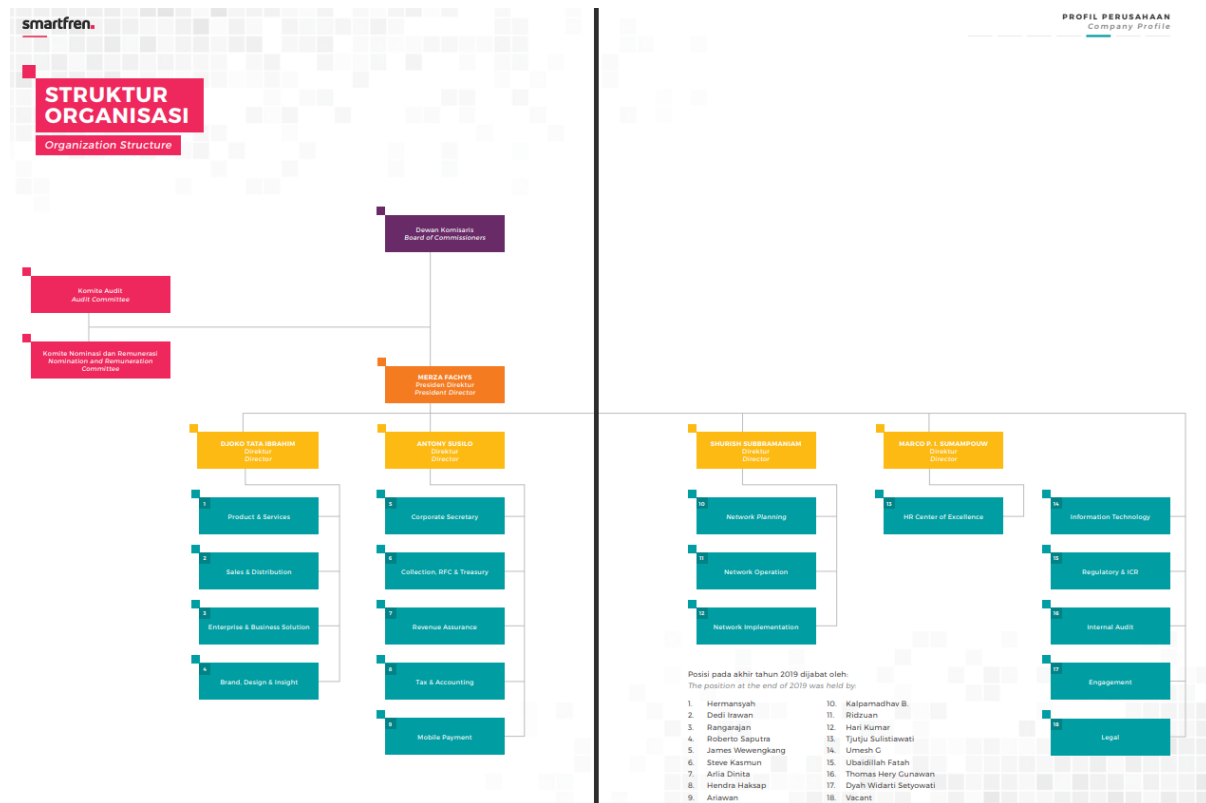 smartfren.
PROFIL PERUSAHAAN
Company Profile
STRUKTUR
ORGANISASI
Organization Structure
Dewan Komisaris
Board of Commissioners
Komite Audit
Audit Committee
Komite Nominasi dan Remunerasi
Nomination and Remuneration
Committee
MERZA FACHYS
Presiden Direktur
President Director
DJOKO TATA IBRAHIM
Direktur
Director
ANTONY SUSILO
Direktur
Director
SHURISH SUBBRAMANIAM
Direktur
Director
MARCO P. I. SUMAMPOUW
Direktur
Director
1
Product & Services
2
Sales & Distribution
3
Enterprise & Business Solution
4
Brand, Design & Insight
5
Corporate Secretary
6
Collection, RFC & Treasury
7
Revenue Assurance
8
Tax & Accounting
9
Mobile Payment
10
Network Planning
11
Network Operation
12
Network Implementation
13
HR Center of Excellence
14
Information Technology
15
Regulatory & ICR
16
Internal Audit
17
Engagement
18
Legal
Posisi pada akhir tahun 2019 dijabat oleh:
The position at the end of 2019 was held by:
1. Hermansyah
2. Dedi Irawan
3. Rangarajan
4. Roberto Saputra
5. James Wewengkang
6. Steve Kasmun
7. Arlia Dinita
8. Hendra Haksap
9. Ariawan
10. Kalpamadhav B.
11. Ridzuan
12. Hari Kumar
13. Tjutju Sulistiawati
14. Umesh G
15. Ubaidillah Fatah
16. Thomas Hery Gunawan
17. Dyah Widarti Setyowati
18. Vacant